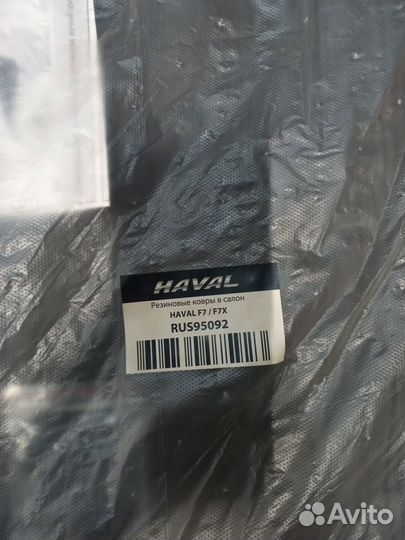 HAVAL
Резиновые ковры в салон
HAVAL F7 / F7X
RUS95092
Avito